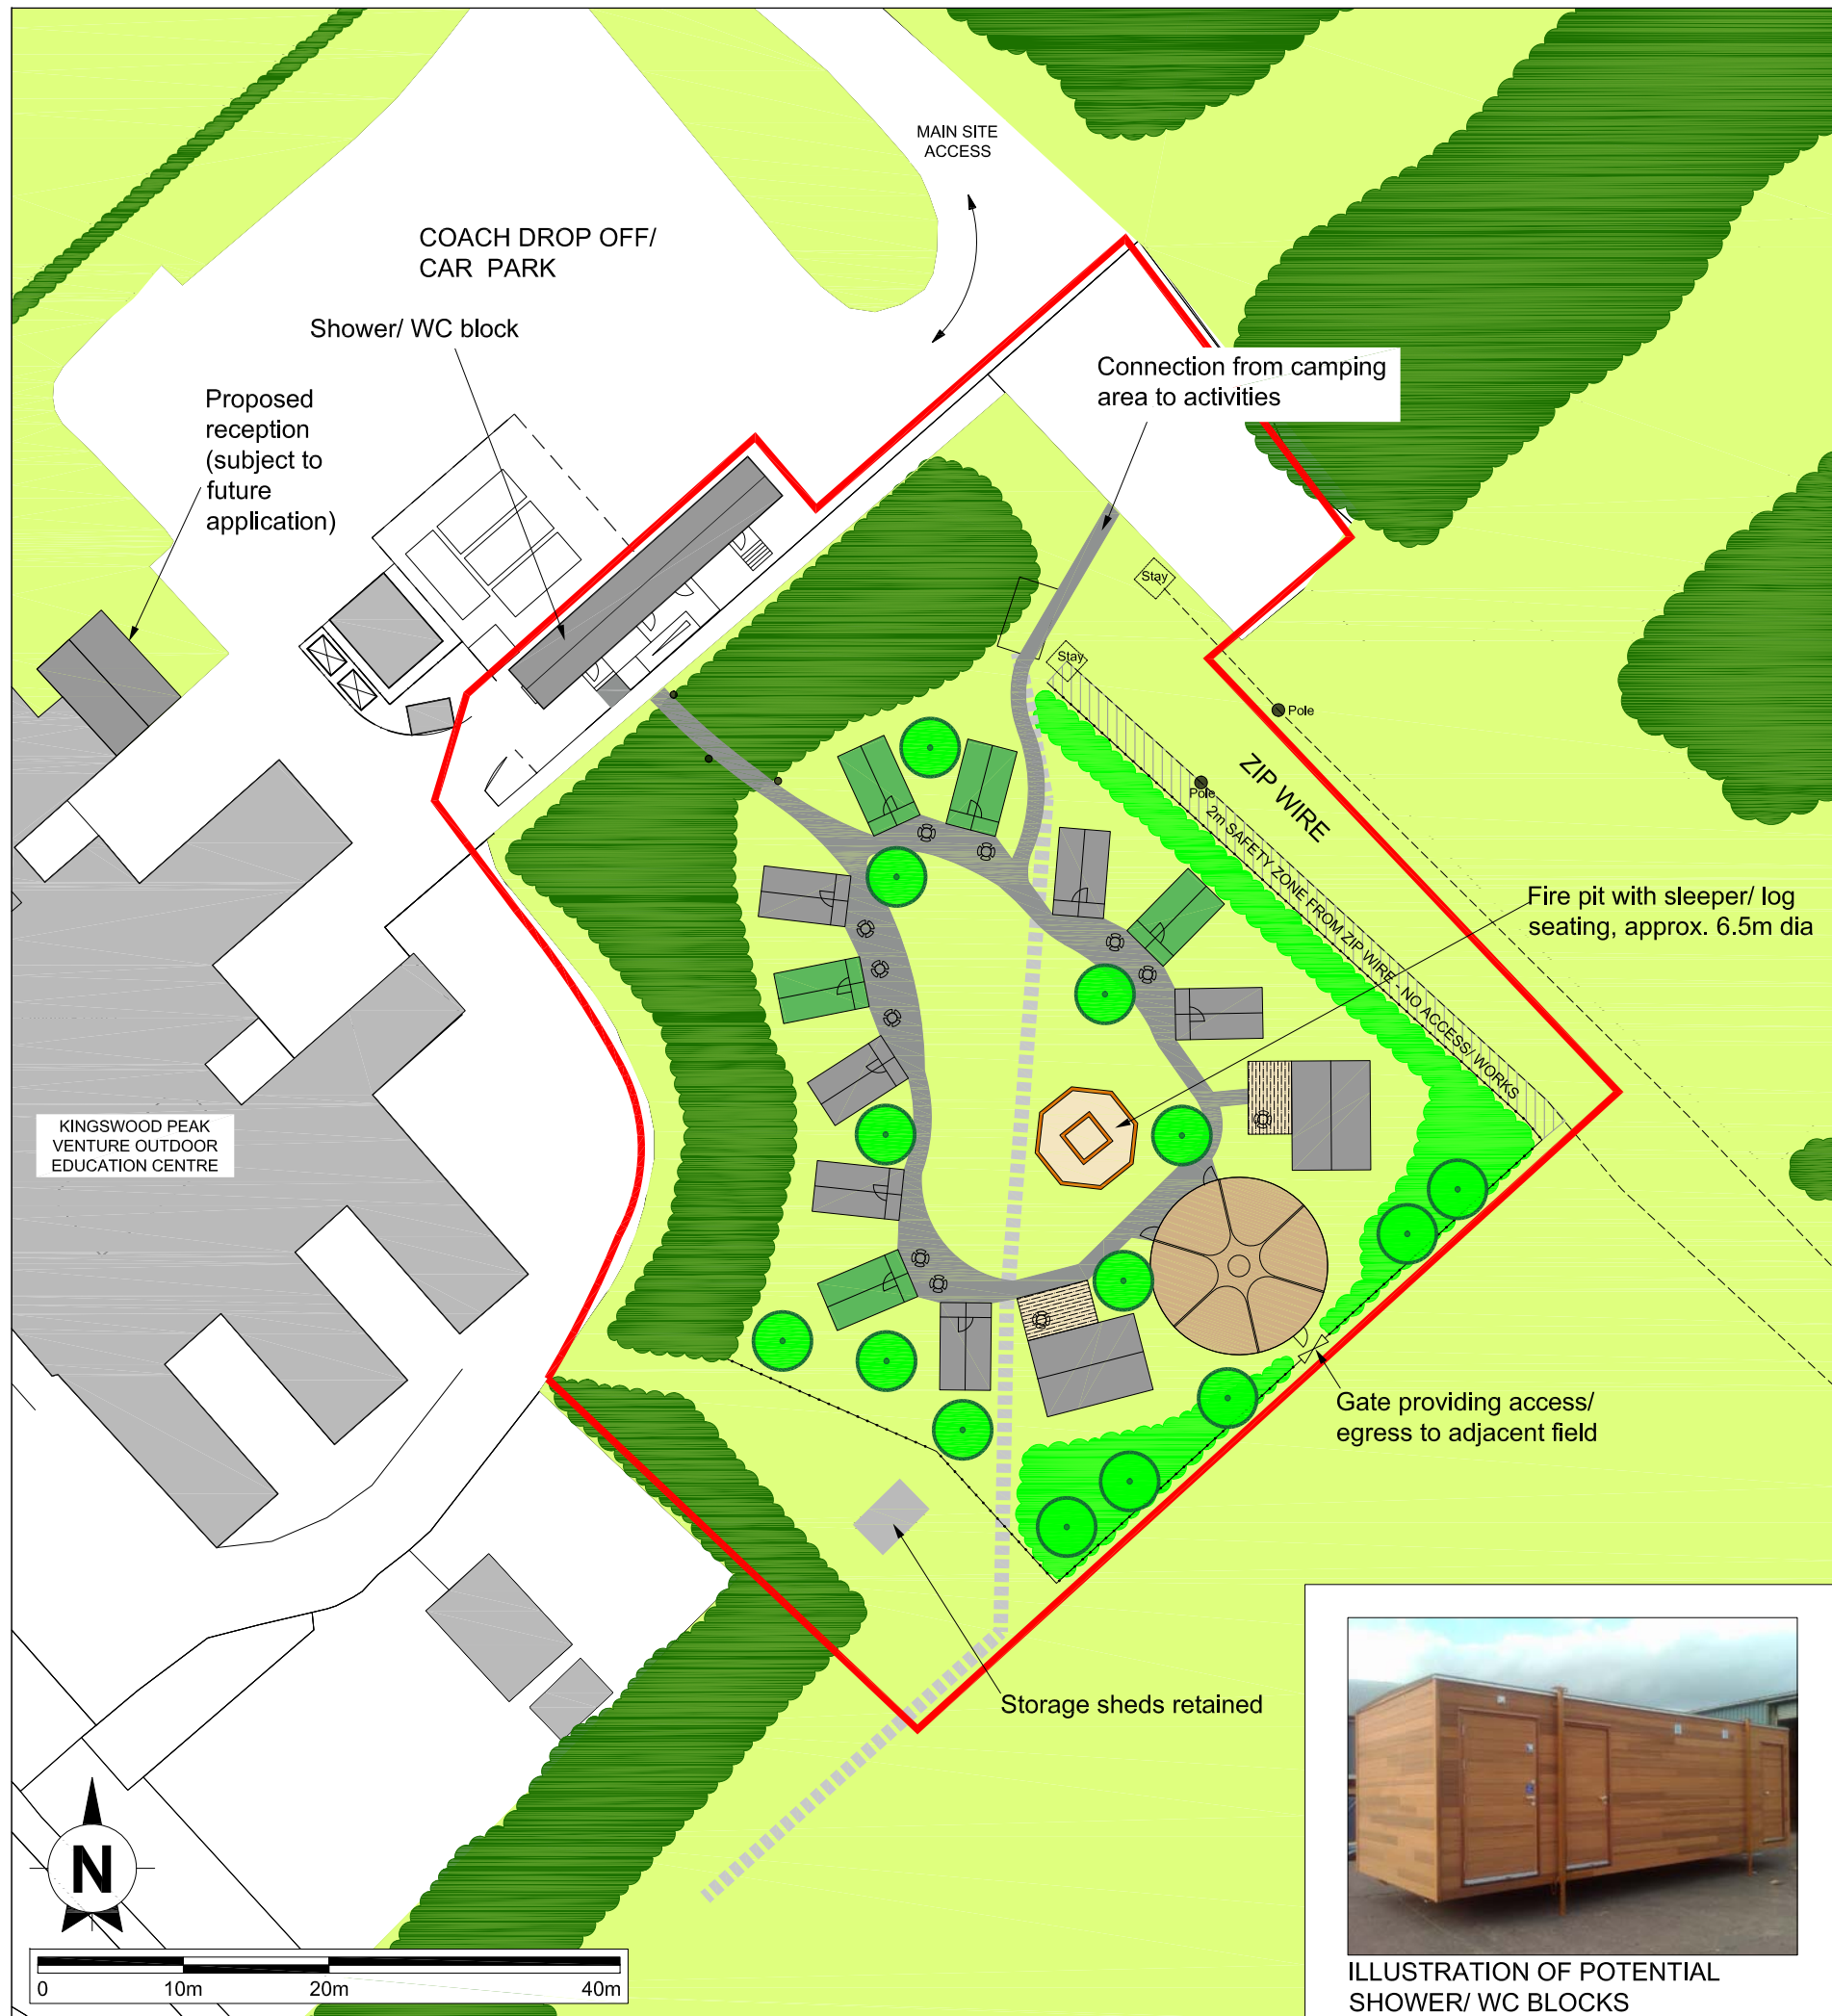 MAIN SITE
ACCESS
COACH DROP OFF/
CAR PARK
Shower/ WC block
Connection from camping
area to activities
Proposed
reception
(subject to
future
application)
Stay
Stay
Pole
Pole
ZIP WIRE
2m SAFETY ZONE FROM ZIP WIRE - NO ACCESS/ WORKS
Fire pit with sleeper/ log
seating, approx. 6.5m dia
KINGSWOOD PEAK
VENTURE OUTDOOR
EDUCATION CENTRE
Gate providing access/
egress to adjacent field
Storage sheds retained
N
0 10m 20m 40m
ILLUSTRATION OF POTENTIAL
SHOWER/ WC BLOCKS